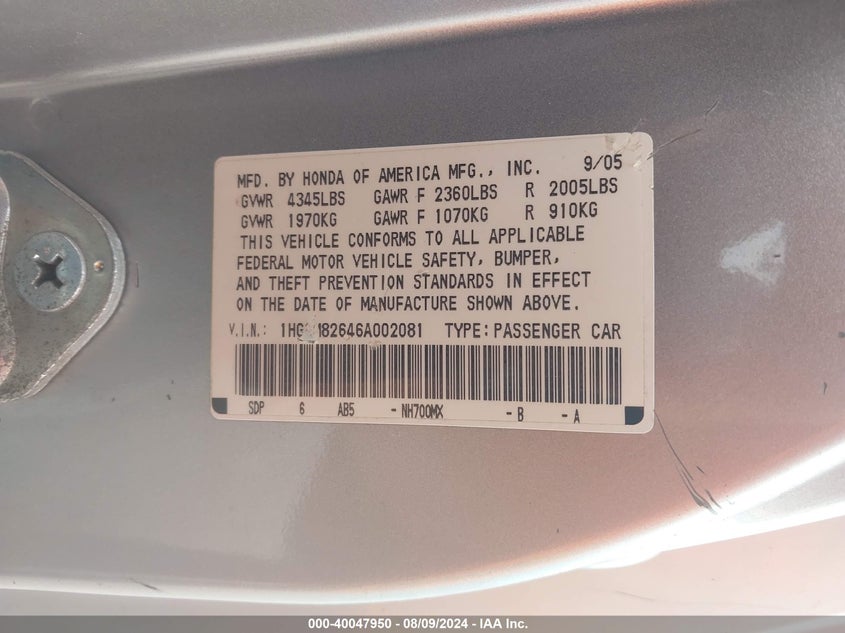 MFD. BY HONDA OF AMERICA MFG., INC. 9/05
GVWR 4345LBS GAWR F 2360LBS R 2005LBS
GVWR 1970KG GAWR F 1070KG R 910KG
THIS VEHICLE CONFORMS TO ALL APPLICABLE
FEDERAL MOTOR VEHICLE SAFETY, BUMPER,
AND THEFT PREVENTION STANDARDS IN EFFECT
ON THE DATE OF MANUFACTURE SHOWN ABOVE.
V.I.N.: TYPE: PASSENGER CAR
SDP 6 AB5 - NH700MX - B - A
000-40047950 - 08/09/2024 - IAA Inc.